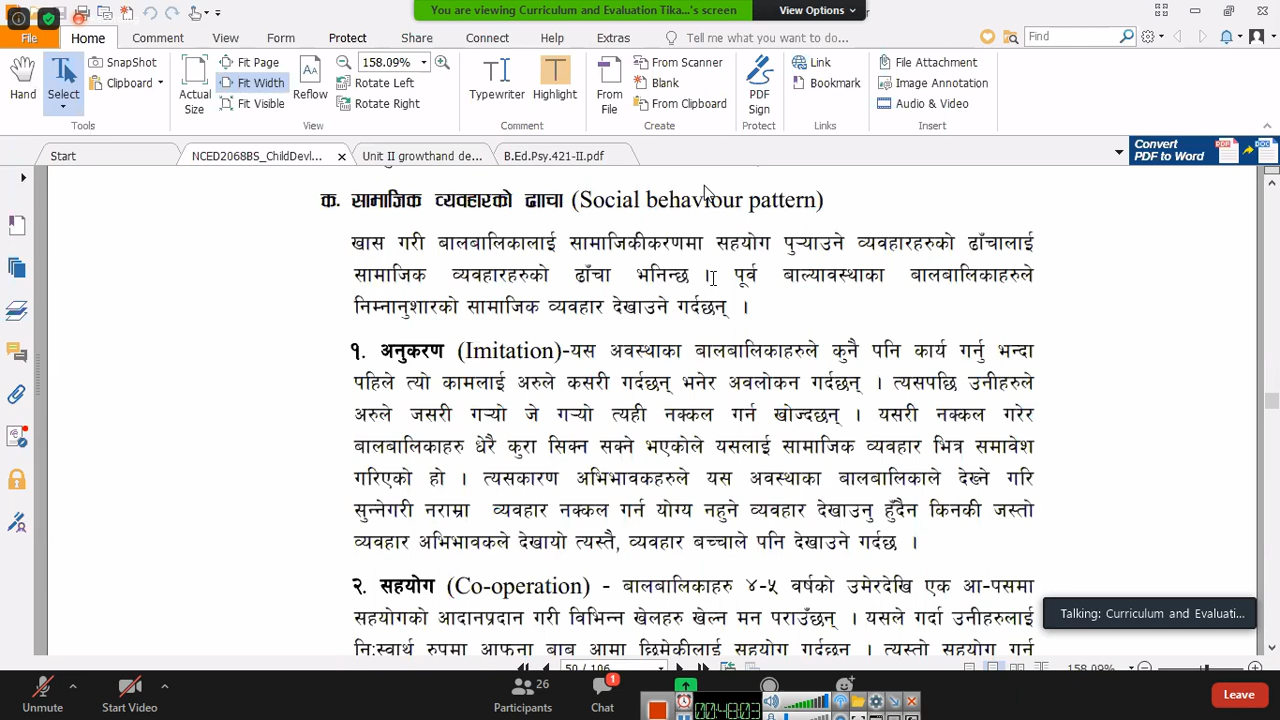 You are viewing Curriculum and Evaluation Tika...'s screen
View Options
File Home Comment View Form Protect Share Connect Help Extras Tell me what you want to do... Find
Hand
Select
SnapShot
Clipboard
Tools
Actual Size
Fit Page
Fit Width
Fit Visible
Reflow
158.09%
Rotate Left
Rotate Right
View
Typewriter
Highlight
Comment
From File
From Scanner
Blank
From Clipboard
Create
PDF Sign
Protect
Link
Bookmark
Links
File Attachment
Image Annotation
Audio & Video
Insert
Start NCED2068BS_ChildDevl... Unit II growthand de... B.Ed.Psy.421-II.pdf
Convert PDF to Word
क. सामाजिक व्यवहारको ढााचा (Social behaviour pattern)
खास गरी बालबालिकालाई सामाजिकीकरणमा सहयोग पुऱ्याउने व्यवहारहरुको ढाँचालाई
सामाजिक व्यवहारहरुको ढाँचा भनिन्छ । पूर्व बाल्यावस्थाका बालबालिकाहरुले
निम्नानुशारको सामाजिक व्यवहार देखाउने गर्दछन् ।
१. अनुकरण (Imitation)-यस अवस्थाका बालबालिकाहरुले कुनै पनि कार्य गर्नु भन्दा
पहिले त्यो कामलाई अरुले कसरी गर्दछन् भनेर अवलोकन गर्दछन् । त्यसपछि उनीहरुले
अरुले जसरी गऱ्यो जे गऱ्यो त्यही नक्कल गर्न खोज्दछन् । यसरी नक्कल गरेर
बालबालिकाहरु धेरै कुरा सिक्न सक्ने भएकोले यसलाई सामाजिक व्यवहार भित्र समावेश
गरिएको हो । त्यसकारण अभिभावकहरुले यस अवस्थाका बालबालिकाले देख्ने गरि
सुन्नेगरी नराम्रा व्यवहार नक्कल गर्न योग्य नहुने व्यवहार देखाउनु हुँदैन किनकी जस्तो
व्यवहार अभिभावकले देखायो त्यस्तै, व्यवहार बच्चाले पनि देखाउने गर्दछ ।
२. सहयोग (Co-operation) - बालबालिकाहरु ४-५ वर्षको उमेरदेखि एक आ-पसमा
सहयोगको आदानप्रदान गरी विभिन्न खेलहरु खेल्न मन पराउँछन् । यसले गर्दा उनीहरुलाई
नि:स्वार्थ रुपमा आफ्ना बाबु आमा छिमेकीलाई सहयोग गर्दछन् । त्यस्तो सहयोग गर्न
Talking: Curriculum and Evaluati...
50 / 106
158.09%
Unmute
Start Video
26
Participants
1
Chat
00:48:03
Leave